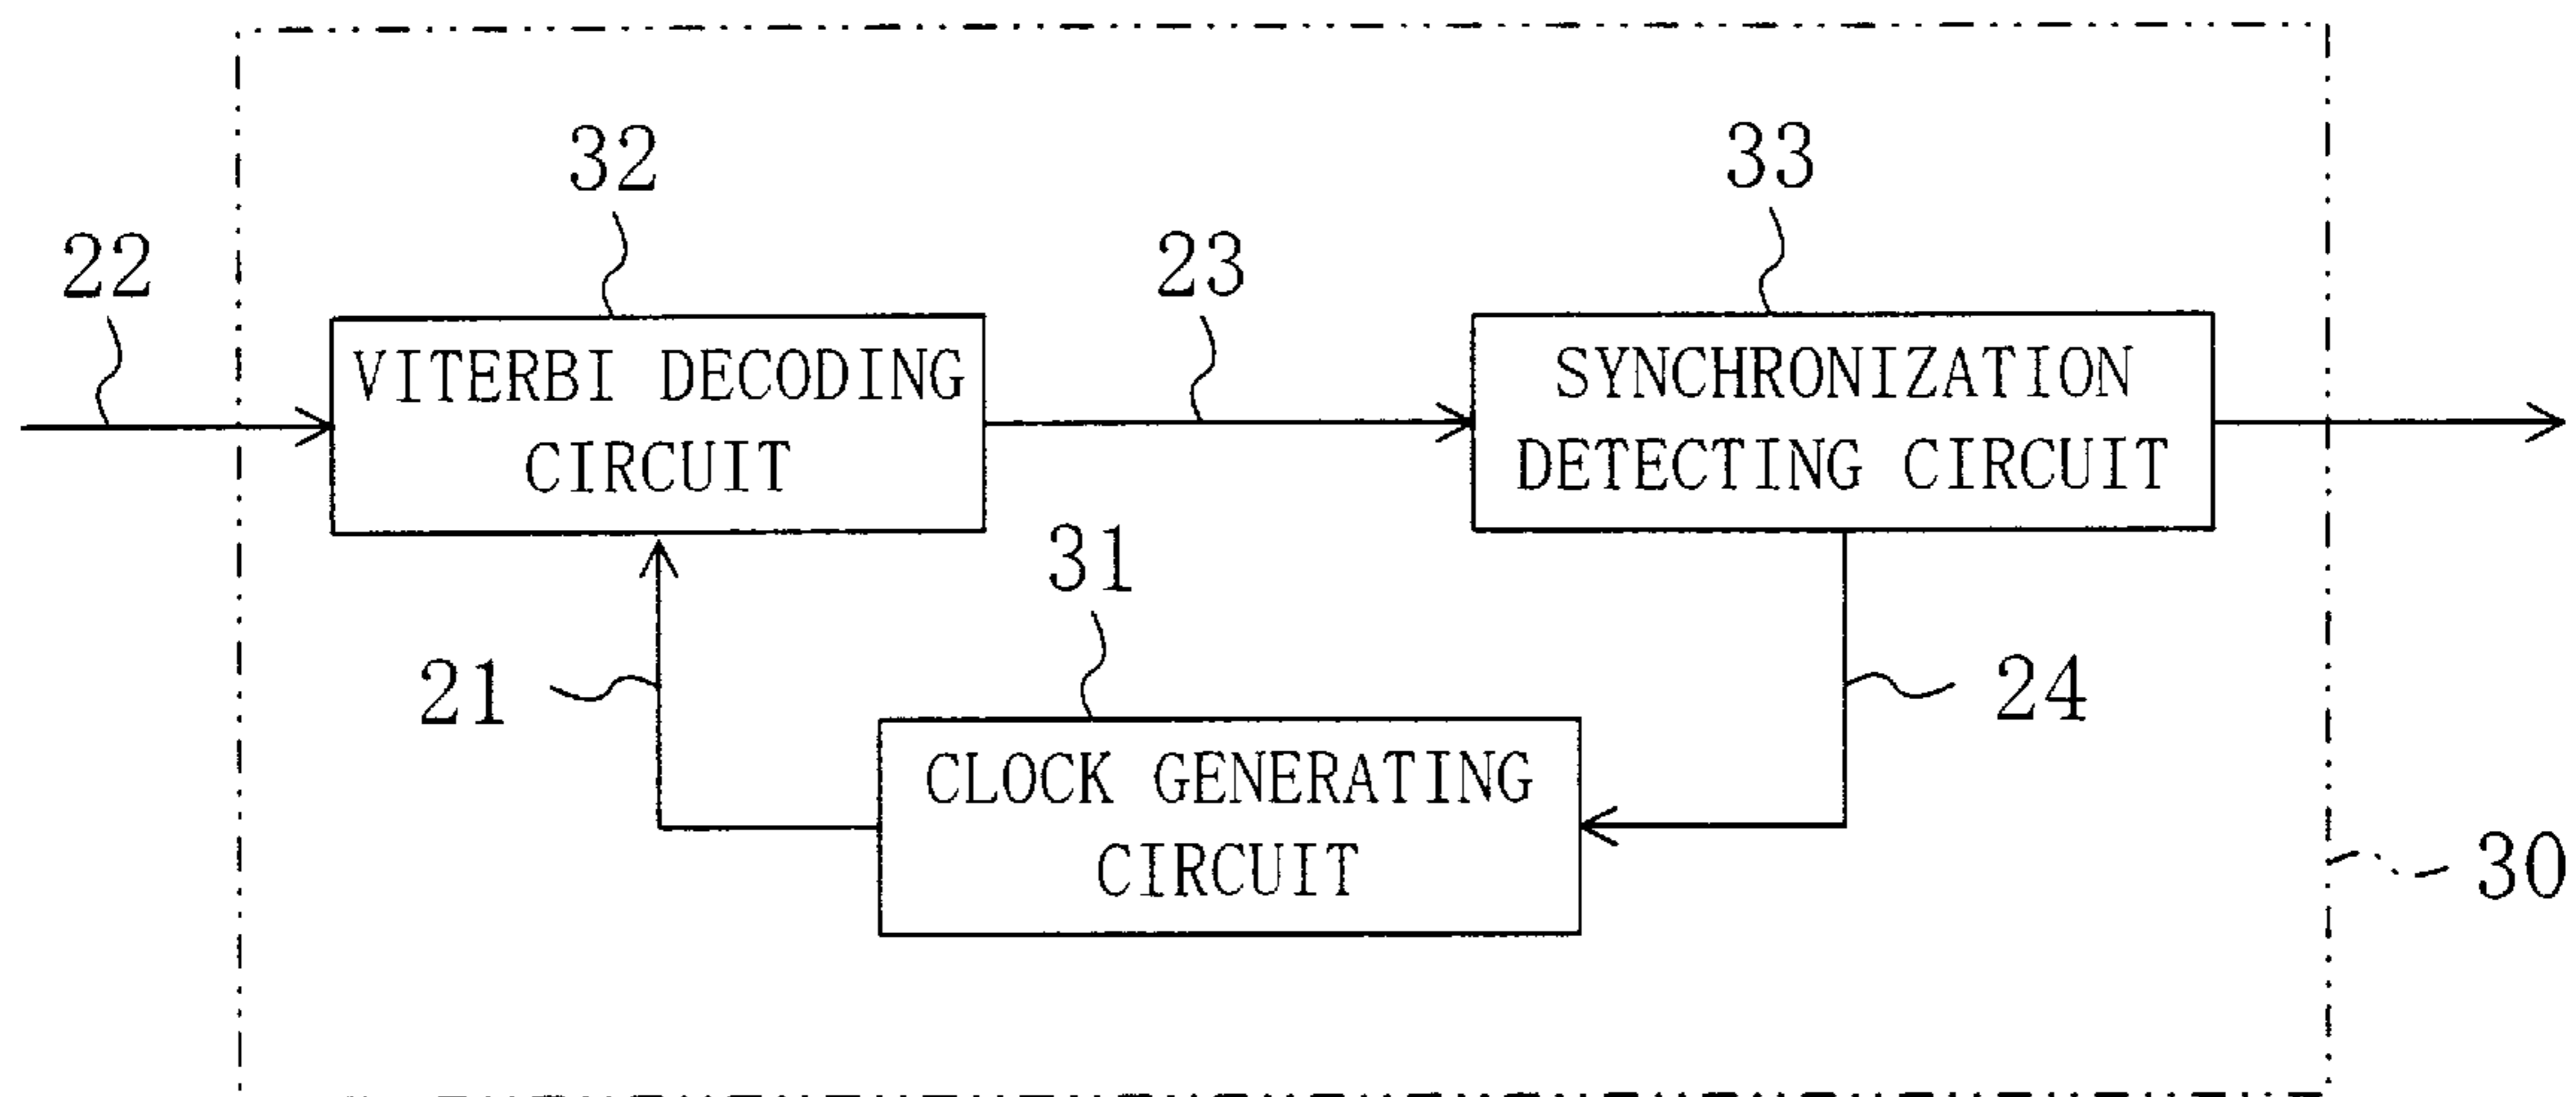 32
33
22
23
VITERBI DECODING
CIRCUIT
SYNCHRONIZATION
DETECTING CIRCUIT
31
21
24
CLOCK GENERATING
CIRCUIT
30